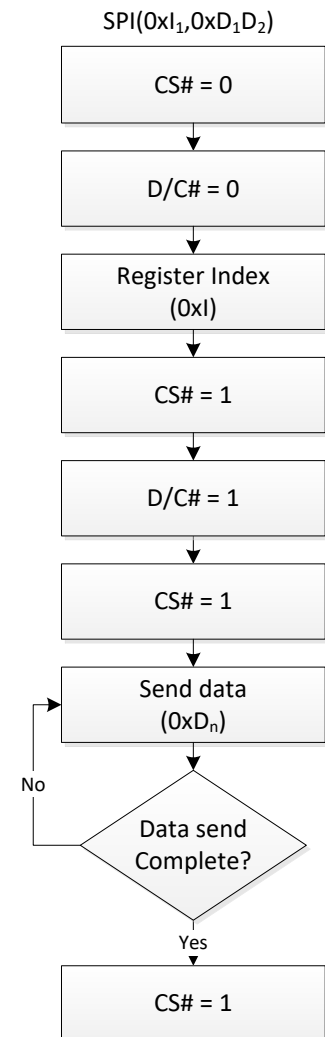 SPI(0xI₁,0xD₁D₂)
CS# = 0
D/C# = 0
Register Index
(0xI)
CS# = 1
D/C# = 1
CS# = 1
Send data
(0xDₙ)
No
Data send
Complete?
Yes
CS# = 1